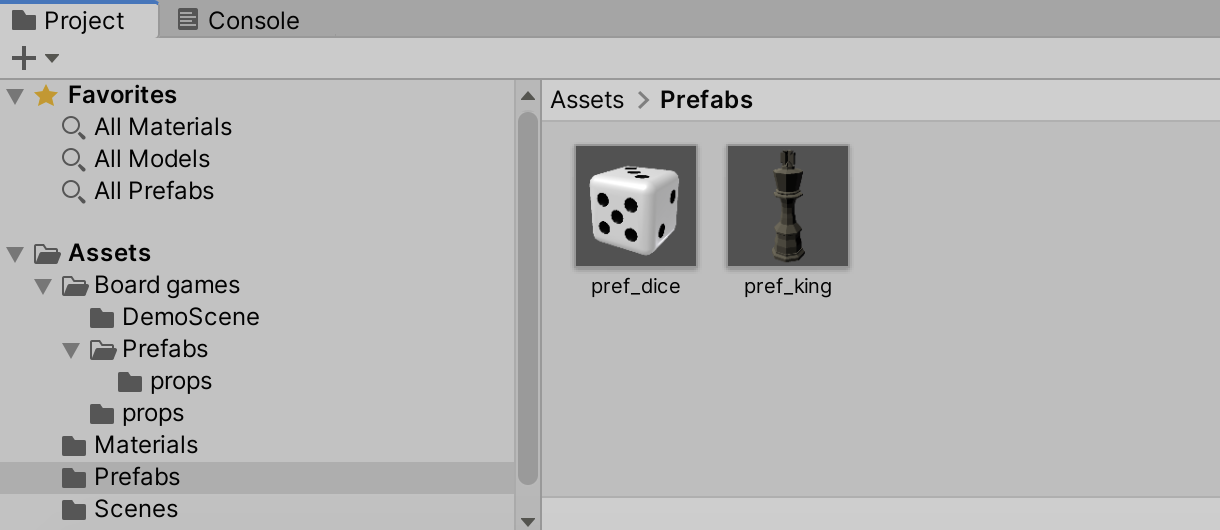 Project
Console
Favorites
All Materials
All Models
All Prefabs
Assets
Board games
DemoScene
Prefabs
props
props
Materials
Prefabs
Scenes
Assets > Prefabs
pref_dice
pref_king